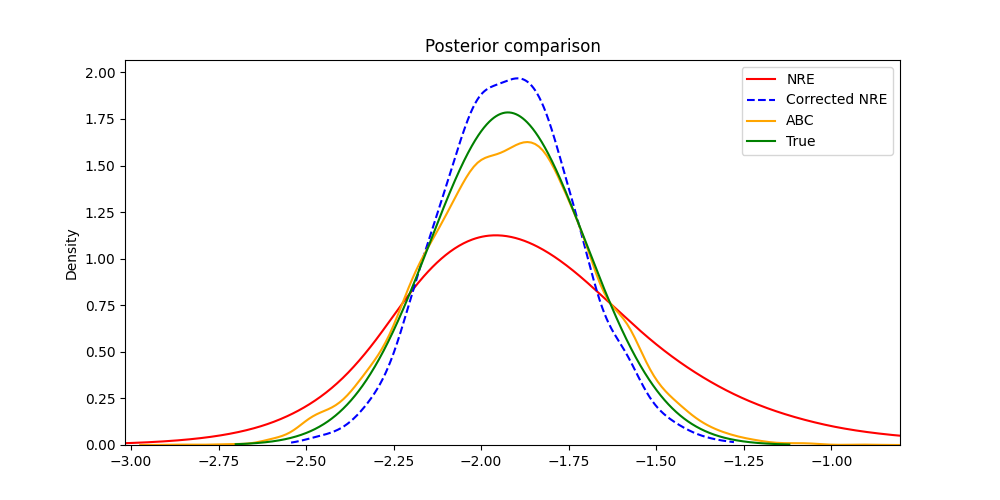 Posterior comparison
NRE
Corrected NRE
ABC
True
Density
2.00
1.75
1.50
1.25
1.00
0.75
0.50
0.25
0.00
−3.00 −2.75 −2.50 −2.25 −2.00 −1.75 −1.50 −1.25 −1.00